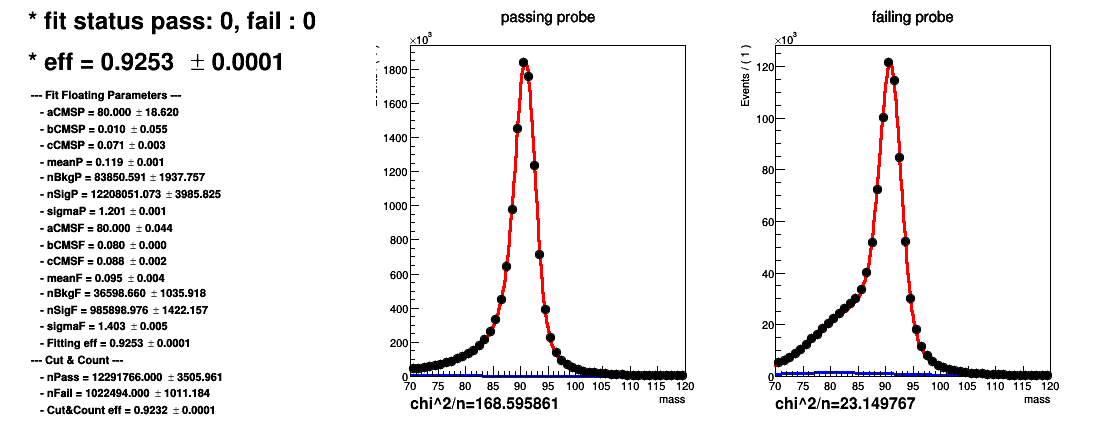 * fit status pass: 0, fail : 0
* eff = 0.9253 ± 0.0001
--- Fit Floating Parameters ---
- aCMSP = 80.000 ± 18.620
- bCMSP = 0.010 ± 0.055
- cCMSP = 0.071 ± 0.003
- meanP = 0.119 ± 0.001
- nBkgP = 83850.591 ± 1937.757
- nSigP = 12208051.073 ± 3985.825
- sigmaP = 1.201 ± 0.001
- aCMSF = 80.000 ± 0.044
- bCMSF = 0.080 ± 0.000
- cCMSF = 0.088 ± 0.002
- meanF = 0.095 ± 0.004
- nBkgF = 36598.660 ± 1035.918
- nSigF = 985898.976 ± 1422.157
- sigmaF = 1.403 ± 0.005
- Fitting eff = 0.9253 ± 0.0001
--- Cut & Count ---
- nPass = 12291766.000 ± 3505.961
- nFail = 1022494.000 ± 1011.184
- Cut&Count eff = 0.9232 ± 0.0001
passing probe
×10³
1800
1600
1400
1200
1000
800
600
400
200
0
70 75 80 85 90 95 100 105 110 115 120
mass
chi^2/n=168.595861
failing probe
×10³
Events / ( 1 )
120
100
80
60
40
20
0
70 75 80 85 90 95 100 105 110 115 120
mass
chi^2/n=23.149767